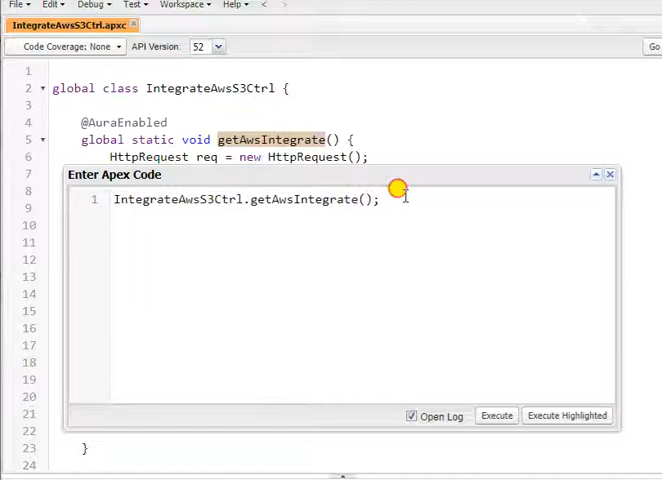 File Edit Debug Test Workspace Help < >
IntegrateAwsS3Ctrl.apxc
Code Coverage: None API Version: 52 Go
1
2 global class IntegrateAwsS3Ctrl {
3
4 @AuraEnabled
5 global static void getAwsIntegrate() {
6 HttpRequest req = new HttpRequest();
7
Enter Apex Code
8
1 IntegrateAwsS3Ctrl.getAwsIntegrate();
9
10
11
12
13
14
15
16
17
18
19
20
21
Open Log Execute Execute Highlighted
22
23 }
24